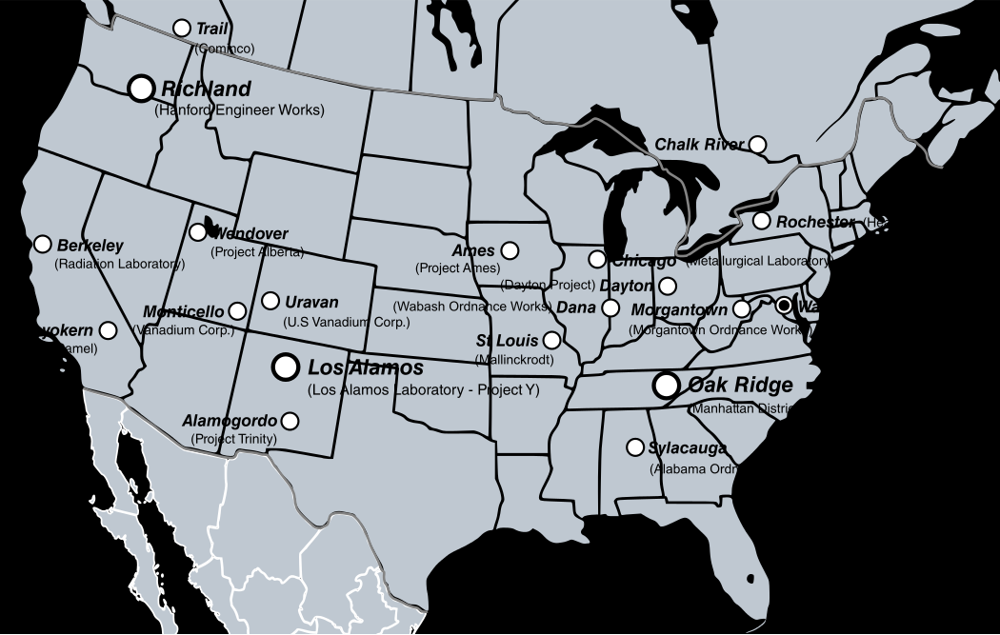 Trail
(Cominco)
Richland
(Hanford Engineer Works)
Chalk River
Rochester
Wendover
(Project Alberta)
Berkeley
(Radiation Laboratory)
Ames
(Project Ames)
Chicago (Metallurgical Laboratory)
(Dayton Project) Dayton
Uravan
(U.S Vanadium Corp.)
Monticello
(Vanadium Corp.)
(Wabash Ordnance Works) Dana
Morgantown
(Morgantown Ordnance Works)
St Louis
(Mallinckrodt)
Los Alamos
(Los Alamos Laboratory - Project Y)
Oak Ridge
(Manhattan
Alamogordo
(Project Trinity)
Sylacauga
(Alabama